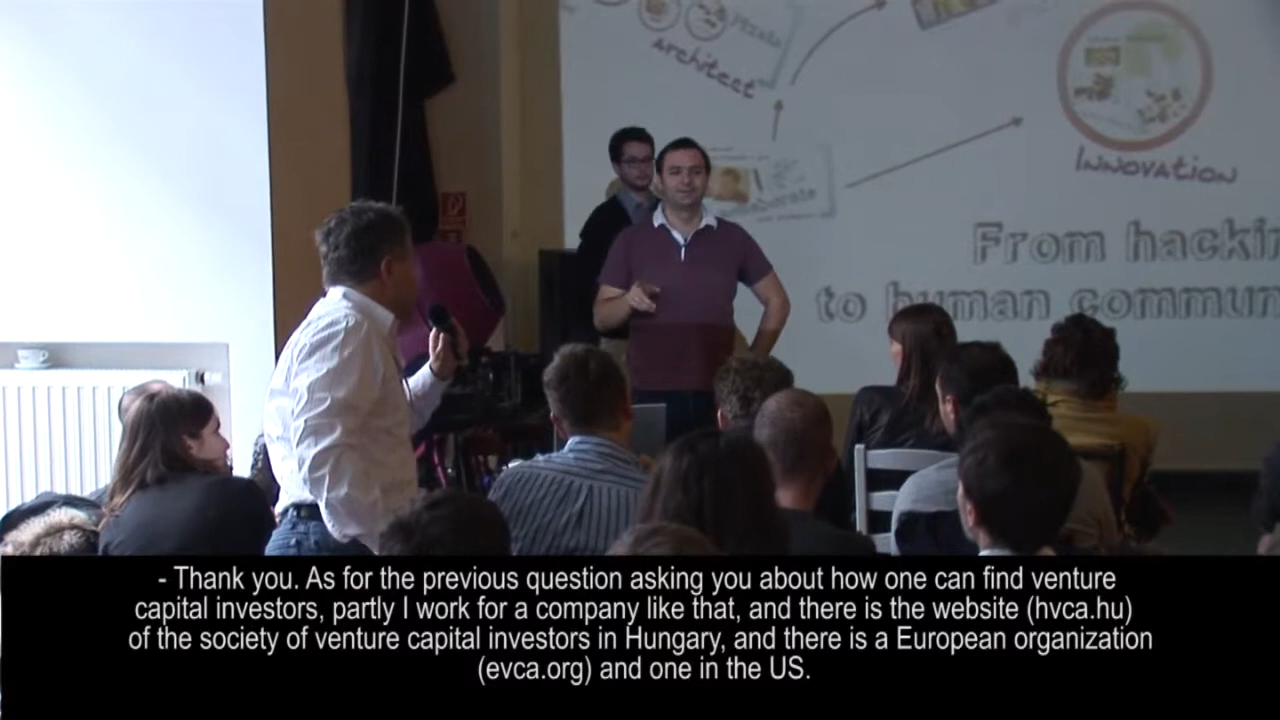 Pirate
architect
INNOVATION
From hackin
to human commun
- Thank you. As for the previous question asking you about how one can find venture
capital investors, partly I work for a company like that, and there is the website (hvca.hu)
of the society of venture capital investors in Hungary, and there is a European organization
(evca.org) and one in the US.